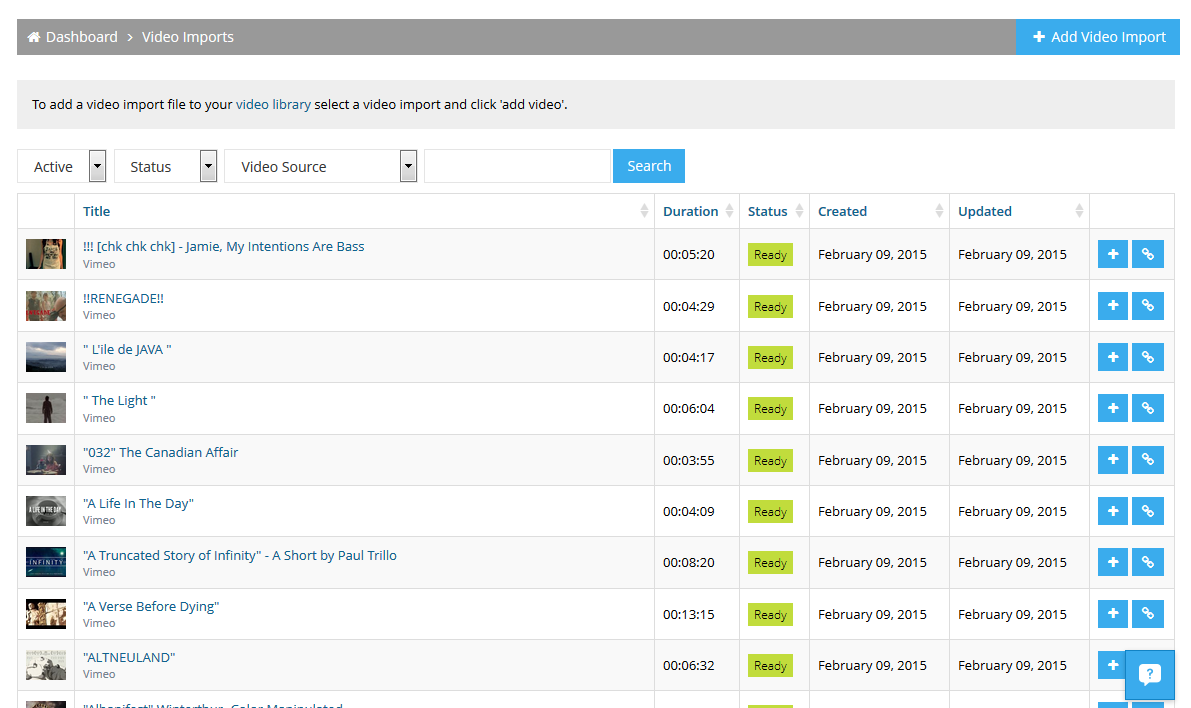 Dashboard > Video Imports
+ Add Video Import
To add a video import file to your video library select a video import and click 'add video'.
Active Status Video Source Search
Title Duration Status Created Updated
!!! [chk chk chk] - Jamie, My Intentions Are Bass
Vimeo
00:05:20 Ready February 09, 2015 February 09, 2015
!!RENEGADE!!
Vimeo
00:04:29 Ready February 09, 2015 February 09, 2015
" L'ile de JAVA "
Vimeo
00:04:17 Ready February 09, 2015 February 09, 2015
" The Light "
Vimeo
00:06:04 Ready February 09, 2015 February 09, 2015
"032" The Canadian Affair
Vimeo
00:03:55 Ready February 09, 2015 February 09, 2015
A LIFE IN THE DAY
"A Life In The Day"
Vimeo
00:04:09 Ready February 09, 2015 February 09, 2015
INFINITY
"A Truncated Story of Infinity" - A Short by Paul Trillo
Vimeo
00:08:20 Ready February 09, 2015 February 09, 2015
"A Verse Before Dying"
Vimeo
00:13:15 Ready February 09, 2015 February 09, 2015
"ALTNEULAND"
Vimeo
00:06:32 Ready February 09, 2015 February 09, 2015
?